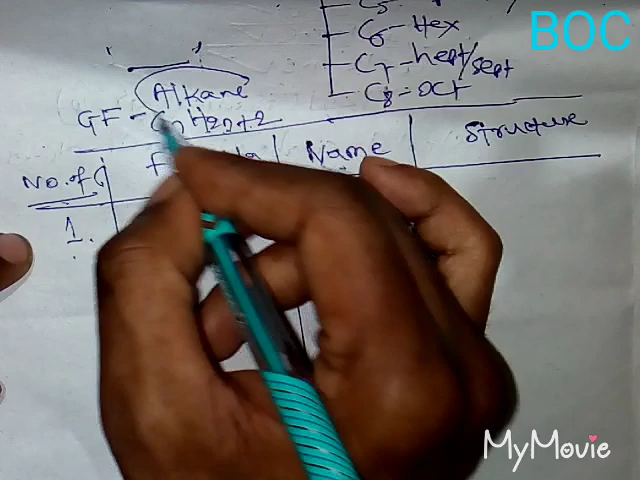 C6 - Hex
BOC
C7 - hept/sept
C8 - oct
Alkane
GF - CnH2n+2
No. of C
Name
Structure
1.
MyMovie